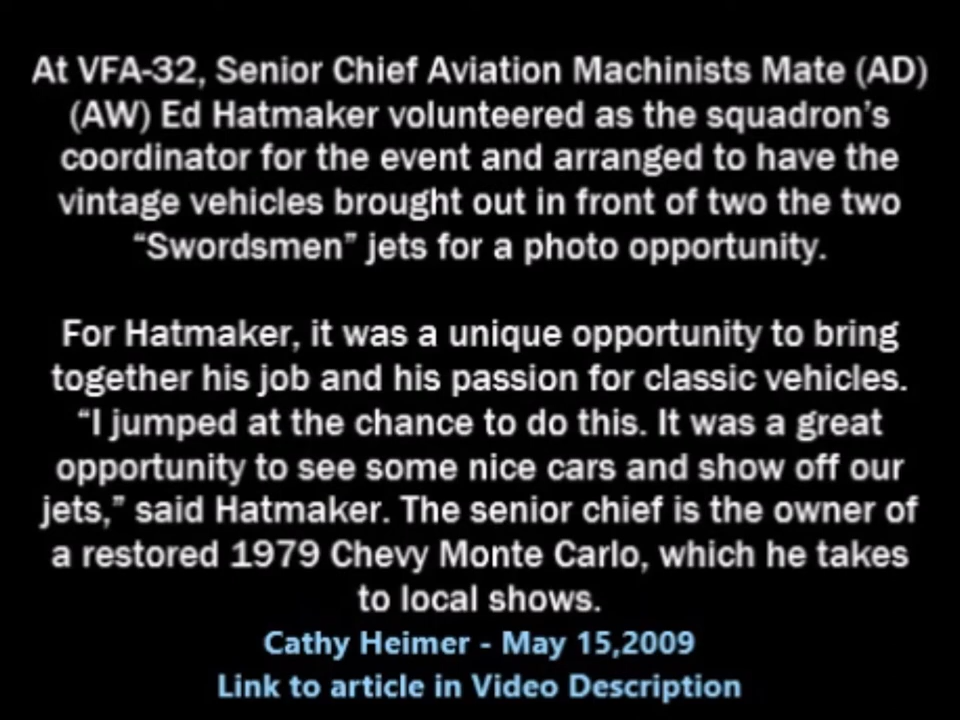 At VFA-32, Senior Chief Aviation Machinists Mate (AD)
(AW) Ed Hatmaker volunteered as the squadron’s
coordinator for the event and arranged to have the
vintage vehicles brought out in front of two the two
“Swordsmen” jets for a photo opportunity.
For Hatmaker, it was a unique opportunity to bring
together his job and his passion for classic vehicles.
“I jumped at the chance to do this. It was a great
opportunity to see some nice cars and show off our
jets,” said Hatmaker. The senior chief is the owner of
a restored 1979 Chevy Monte Carlo, which he takes
to local shows.
Cathy Heimer - May 15,2009
Link to article in Video Description